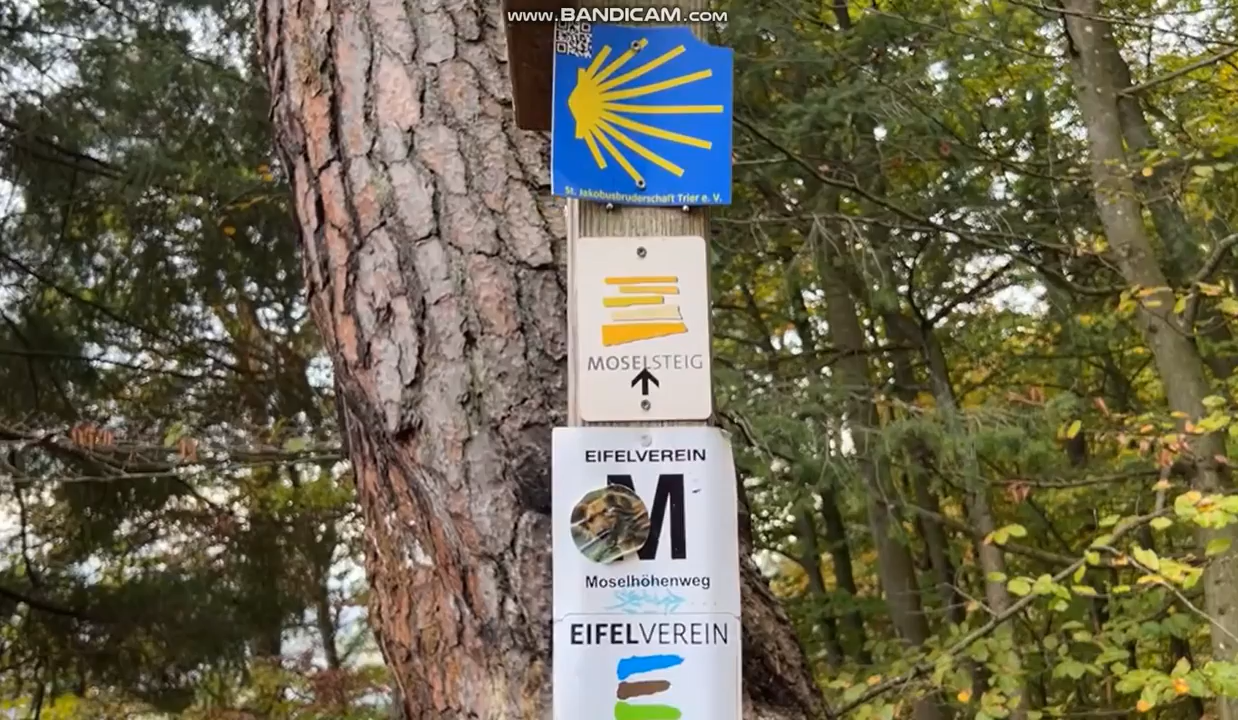 www.BANDICAM.com
St. Jakobusbruderschaft Trier e. V.
MOSELSTEIG
EIFELVEREIN
M
Moselhöhenweg
EIFELVEREIN